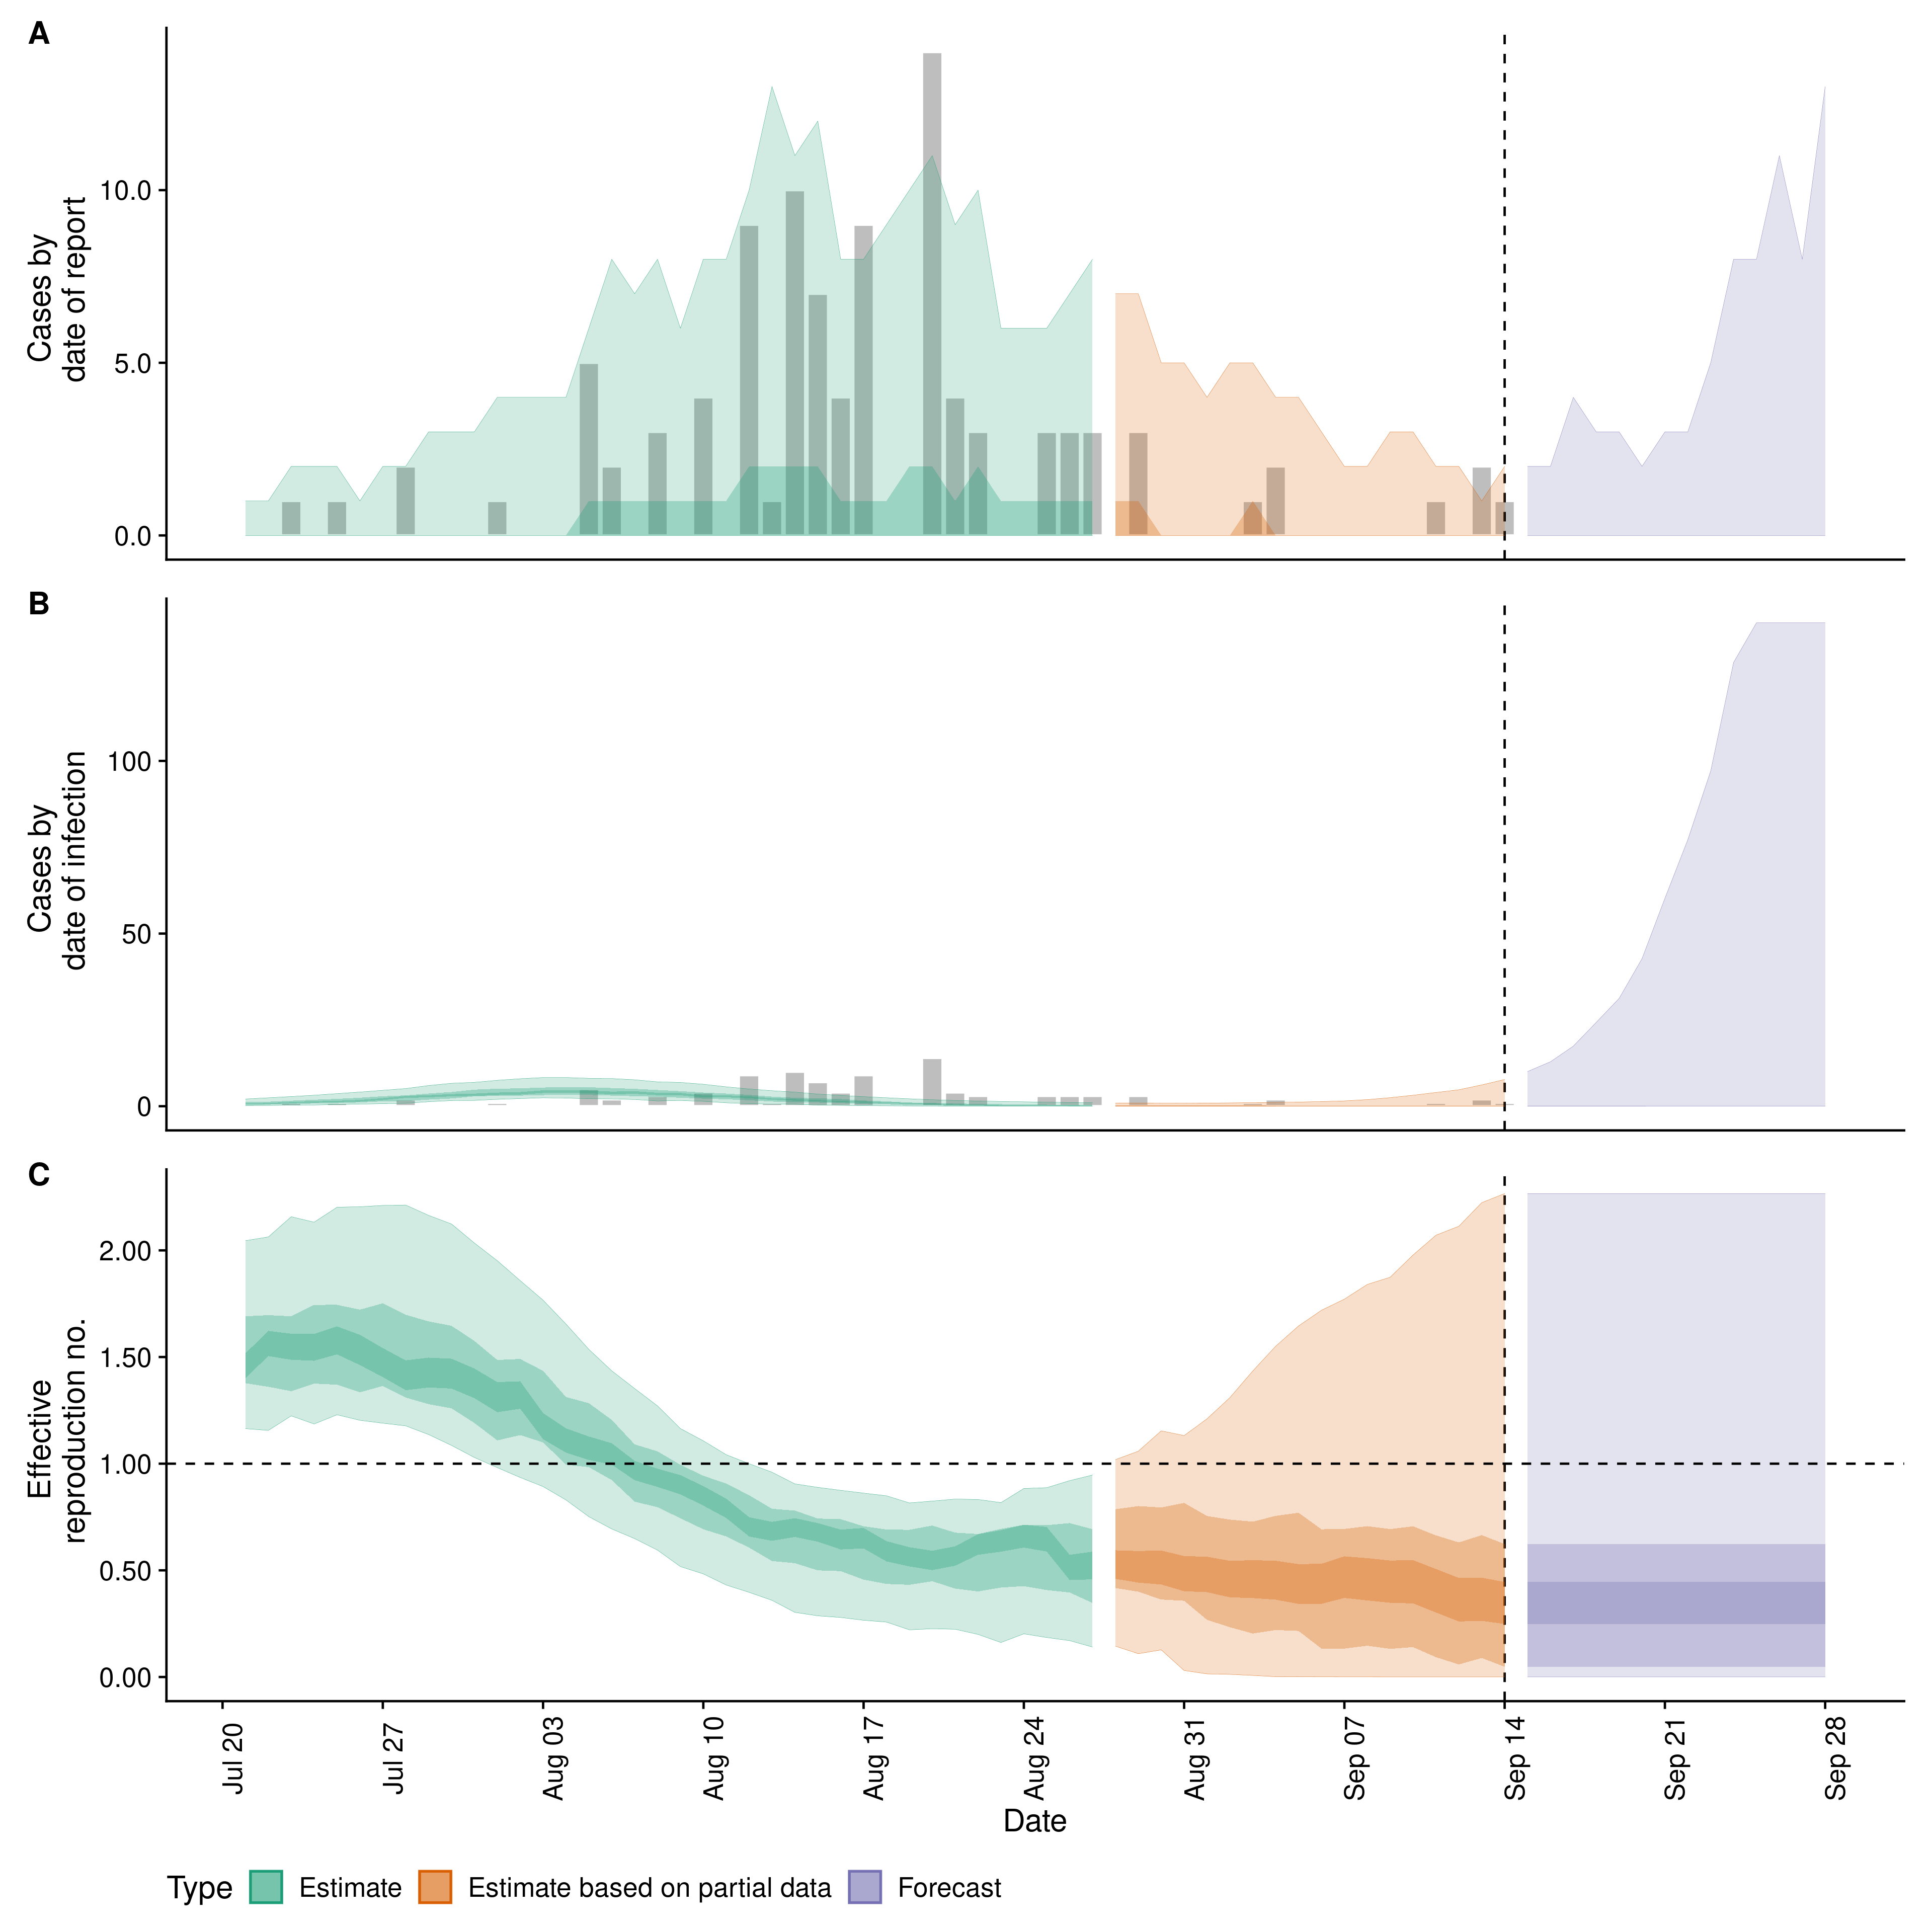 A
Cases by
date of report
10.0
5.0
0.0
B
Cases by
date of infection
100
50
0
C
Effective
reproduction no.
2.00
1.50
1.00
0.50
0.00
Jul 20
Jul 27
Aug 03
Aug 10
Aug 17
Aug 24
Aug 31
Sep 07
Sep 14
Sep 21
Sep 28
Date
Type
Estimate
Estimate based on partial data
Forecast